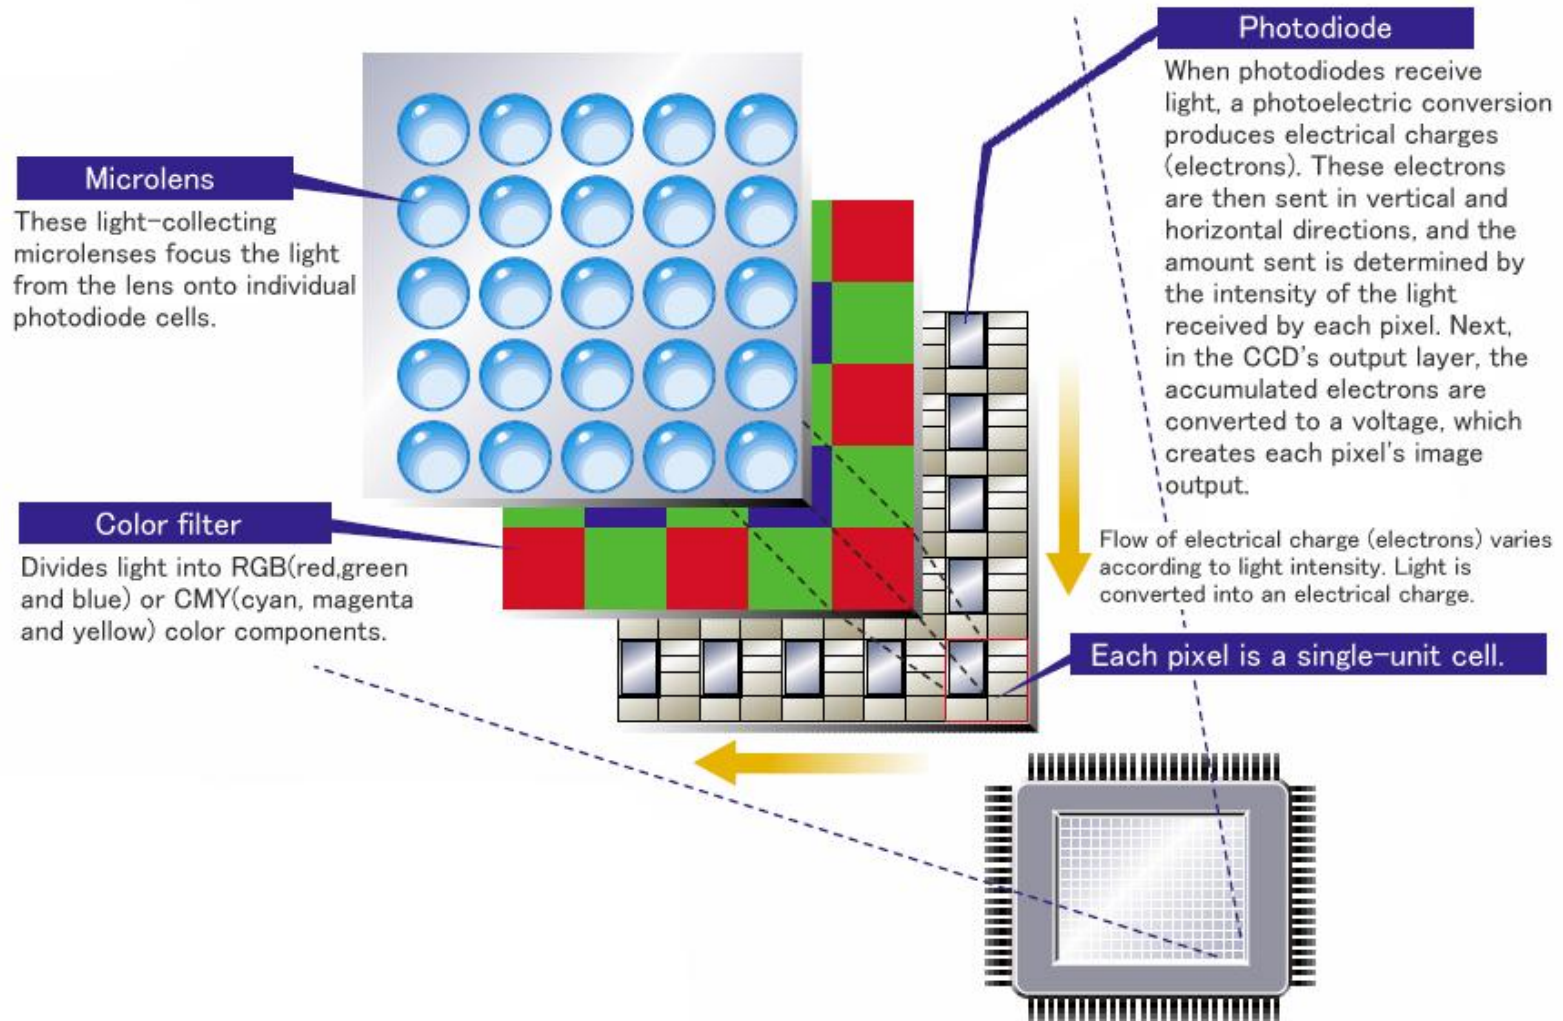 Microlens
These light-collecting
microlenses focus the light
from the lens onto individual
photodiode cells.
Color filter
Divides light into RGB(red,green
and blue) or CMY(cyan, magenta
and yellow) color components.
Photodiode
When photodiodes receive
light, a photoelectric conversion
produces electrical charges
(electrons). These electrons
are then sent in vertical and
horizontal directions, and the
amount sent is determined by
the intensity of the light
received by each pixel. Next,
in the CCD's output layer, the
accumulated electrons are
converted to a voltage, which
creates each pixel's image
output.
Flow of electrical charge (electrons) varies
according to light intensity. Light is
converted into an electrical charge.
Each pixel is a single-unit cell.